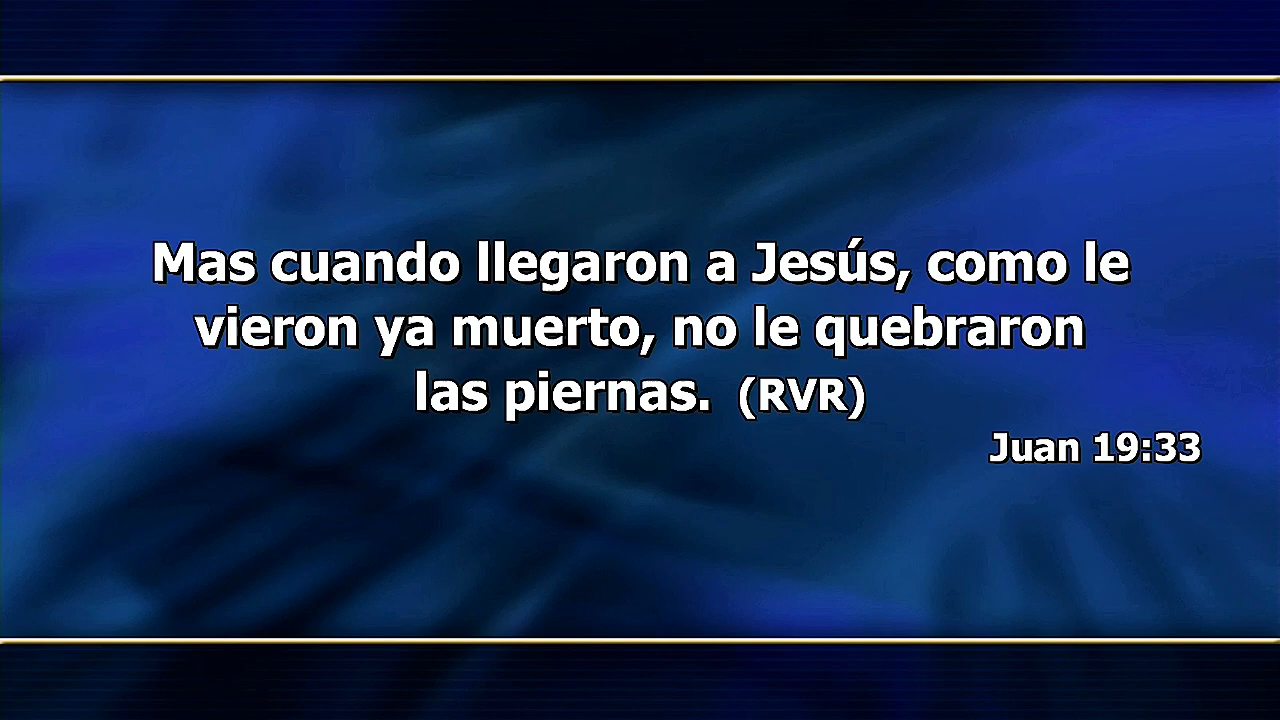 Mas cuando llegaron a Jesús, como le
vieron ya muerto, no le quebraron
las piernas. (RVR)
Juan 19:33